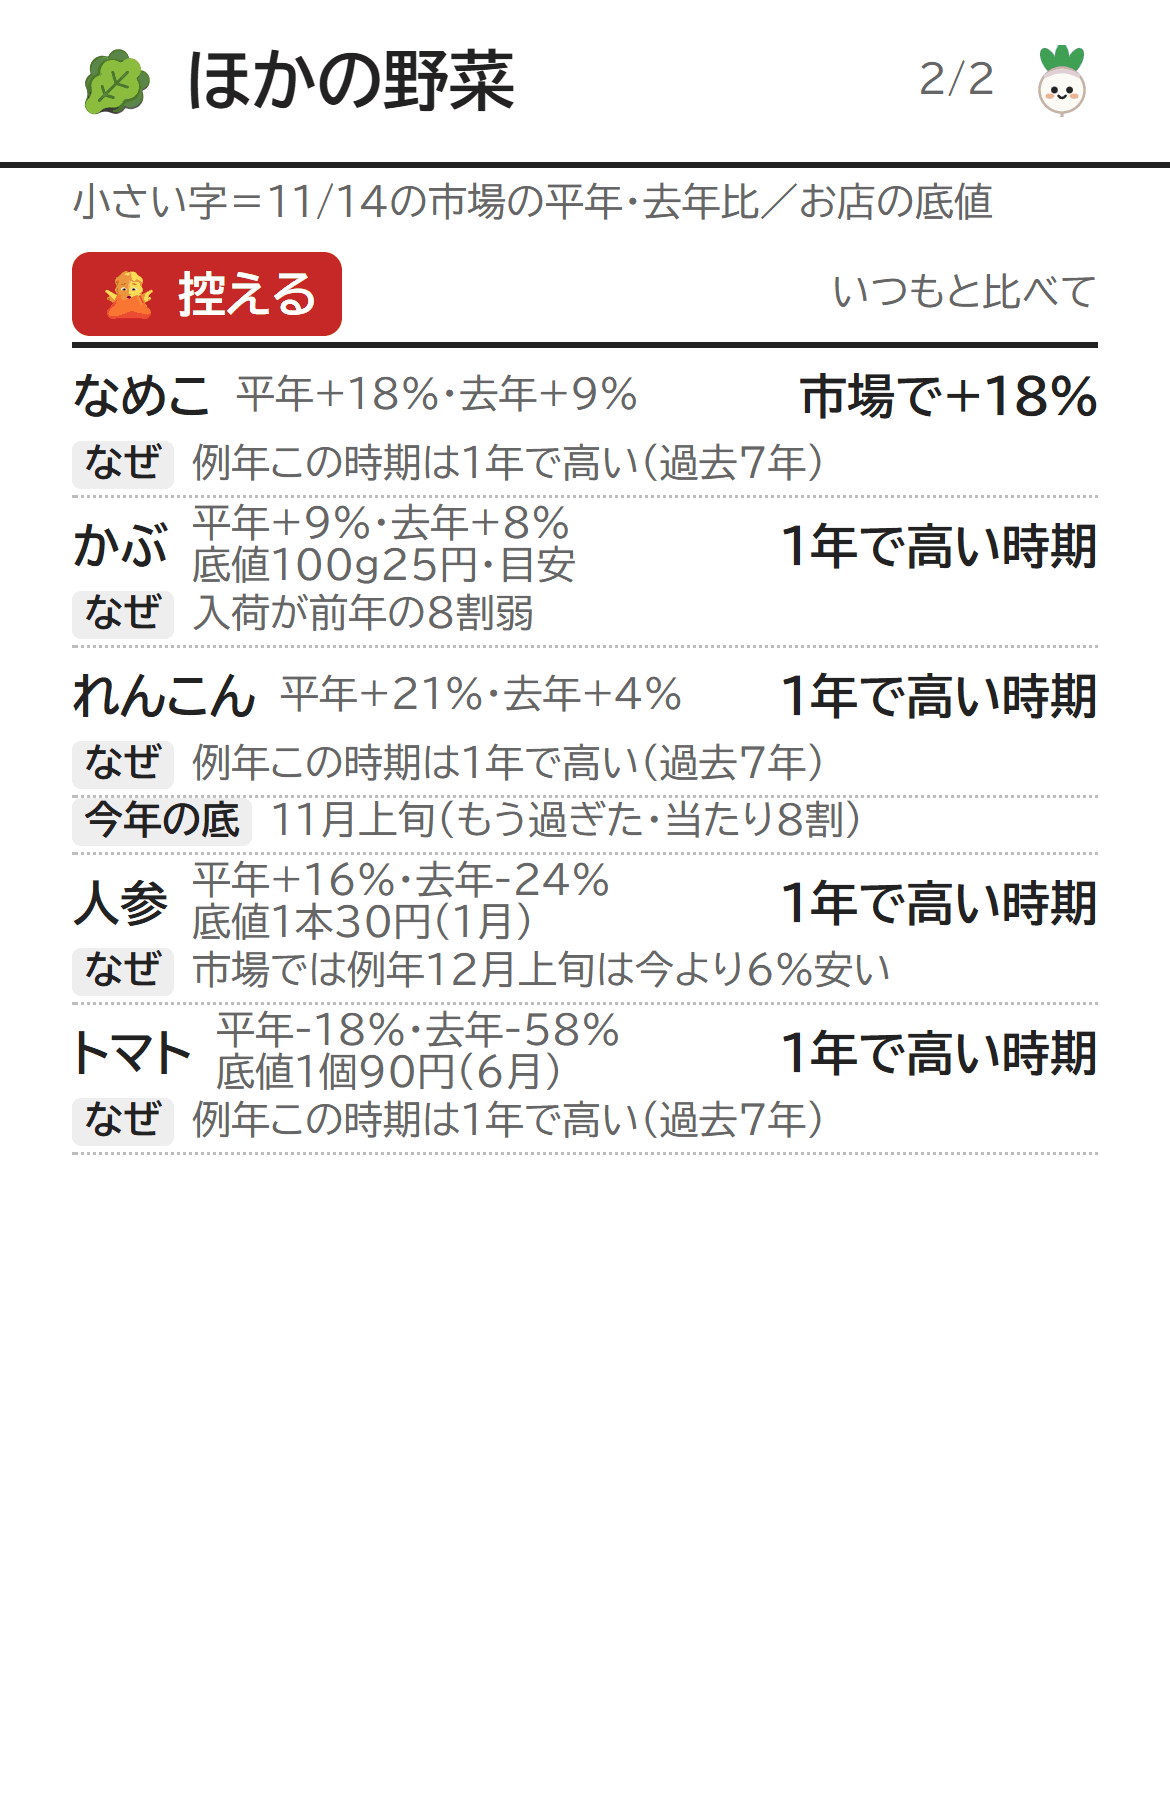 ほかの野菜
2/2
小さい字＝11/14の市場の平年・去年比／お店の底値
控える
いつもと比べて
なめこ 平年+18%・去年+9% 市場で+18%
なぜ 例年この時期は1年で高い（過去7年）
かぶ 平年+9%・去年+8%
底値100g25円・目安
1年で高い時期
なぜ 入荷が前年の8割弱
れんこん 平年+21%・去年+4% 1年で高い時期
なぜ 例年この時期は1年で高い（過去7年）
今年の底 11月上旬（もう過ぎた・当たり8割）
人参 平年+16%・去年-24%
底値1本30円（1月）
1年で高い時期
なぜ 市場では例年12月上旬は今より6%安い
トマト 平年-18%・去年-58%
底値1個90円（6月）
1年で高い時期
なぜ 例年この時期は1年で高い（過去7年）